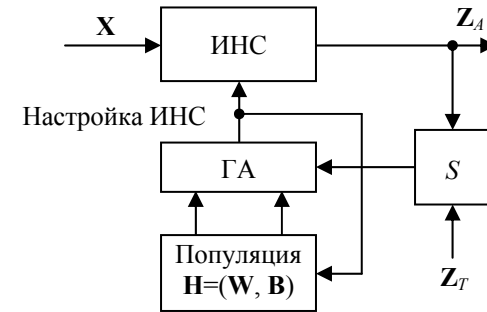 X
ИНС
Z_A
Настройка ИНС
ГА
S
Популяция
H=(W, B)
Z_T